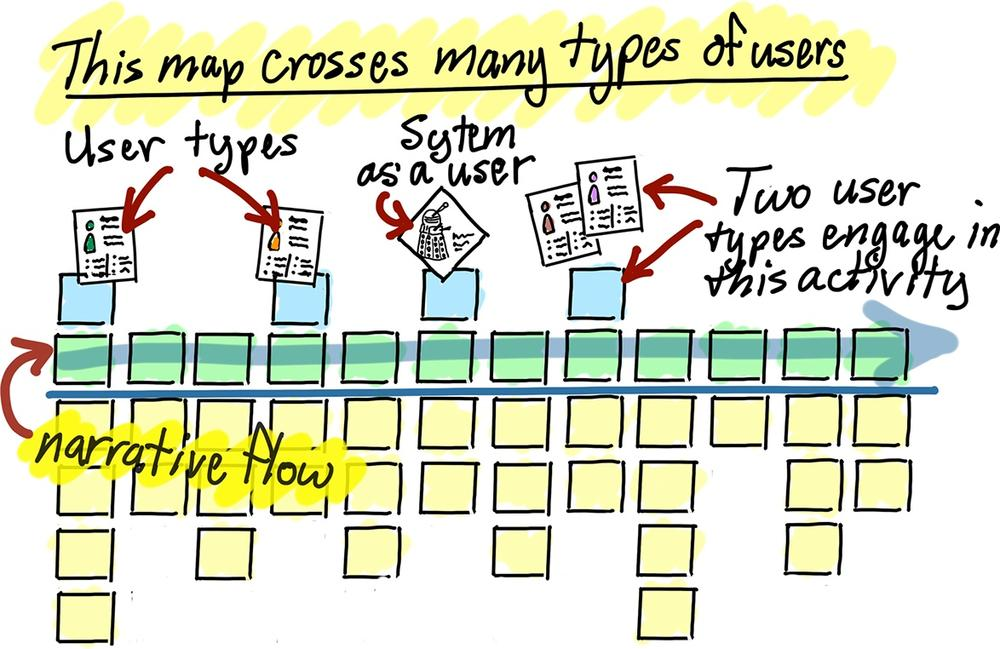 This map crosses many types of users
User types
Sytem
as a user
Two user
types engage in
this activity
narrative flow